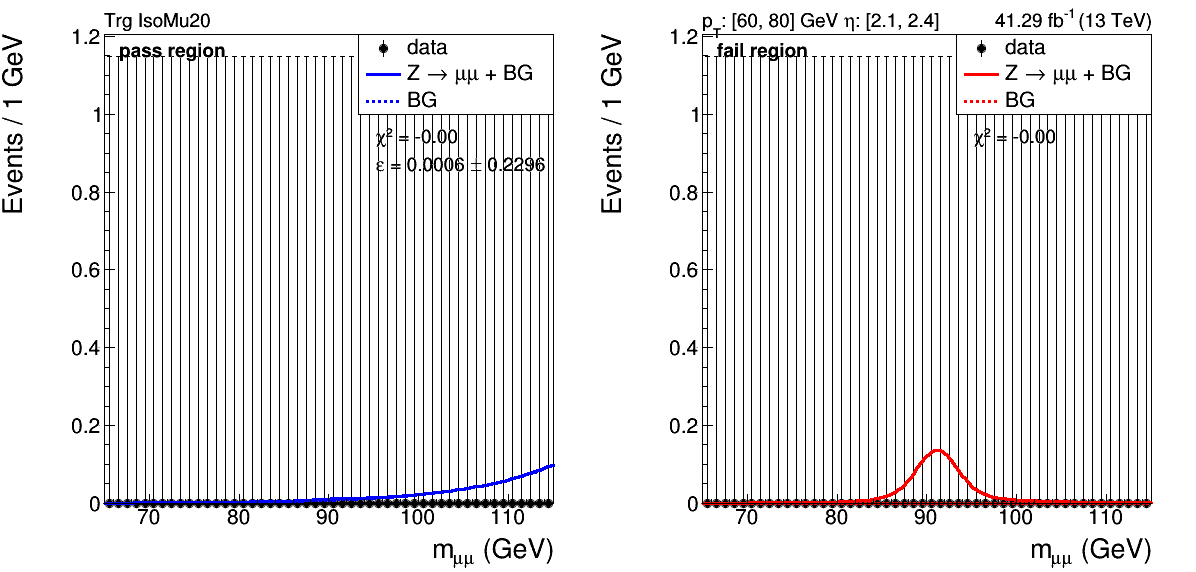 Trg IsoMu20
Events / 1 GeV
pass region
data
Z → μμ + BG
BG
χ² = -0.00
ε = 0.0006 ± 0.2296
1.2
1
0.8
0.6
0.4
0.2
0
70 80 90 100 110
mμμ (GeV)
pT: [60, 80] GeV η: [2.1, 2.4] 41.29 fb⁻¹ (13 TeV)
Events / 1 GeV
fail region
data
Z → μμ + BG
BG
χ² = -0.00
1.2
1
0.8
0.6
0.4
0.2
0
70 80 90 100 110
mμμ (GeV)